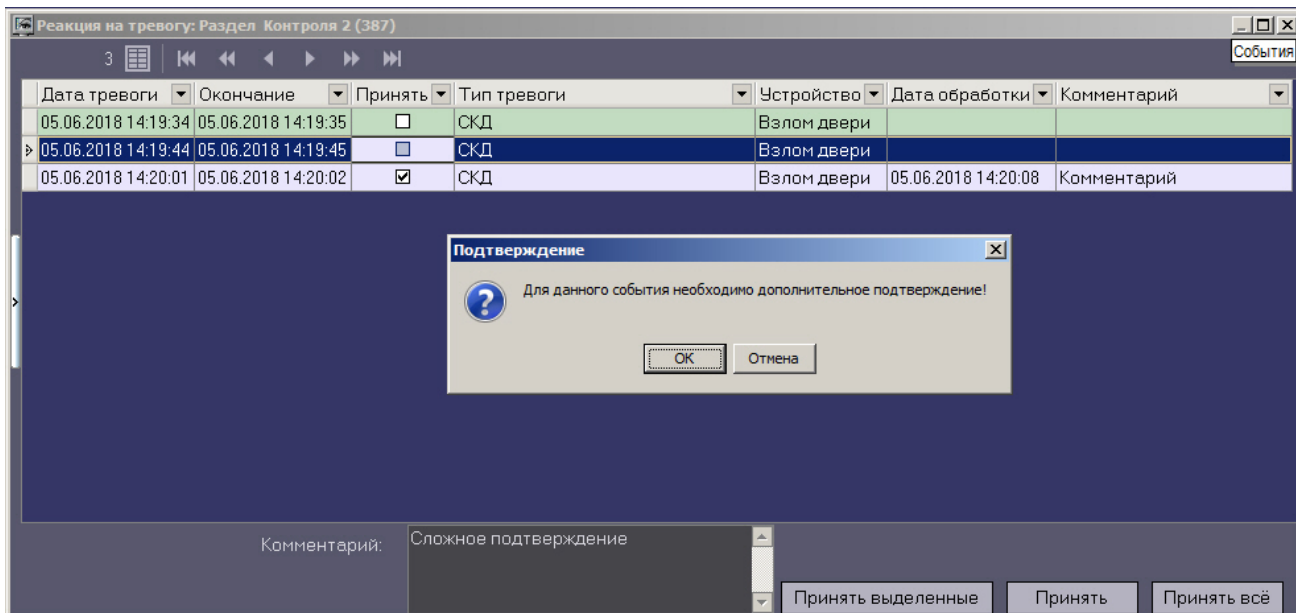 Реакция на тревогу: Раздел Контроля 2 (387)
События
3
Дата тревоги Окончание Принять Тип тревоги Устройство Дата обработки Комментарий
05.06.2018 14:19:34 05.06.2018 14:19:35 СКД Взлом двери
05.06.2018 14:19:44 05.06.2018 14:19:45 СКД Взлом двери
05.06.2018 14:20:01 05.06.2018 14:20:02 СКД Взлом двери 05.06.2018 14:20:08 Комментарий
Подтверждение
Для данного события необходимо дополнительное подтверждение!
OK Отмена
Комментарий: Сложное подтверждение
Принять выделенные Принять Принять всё